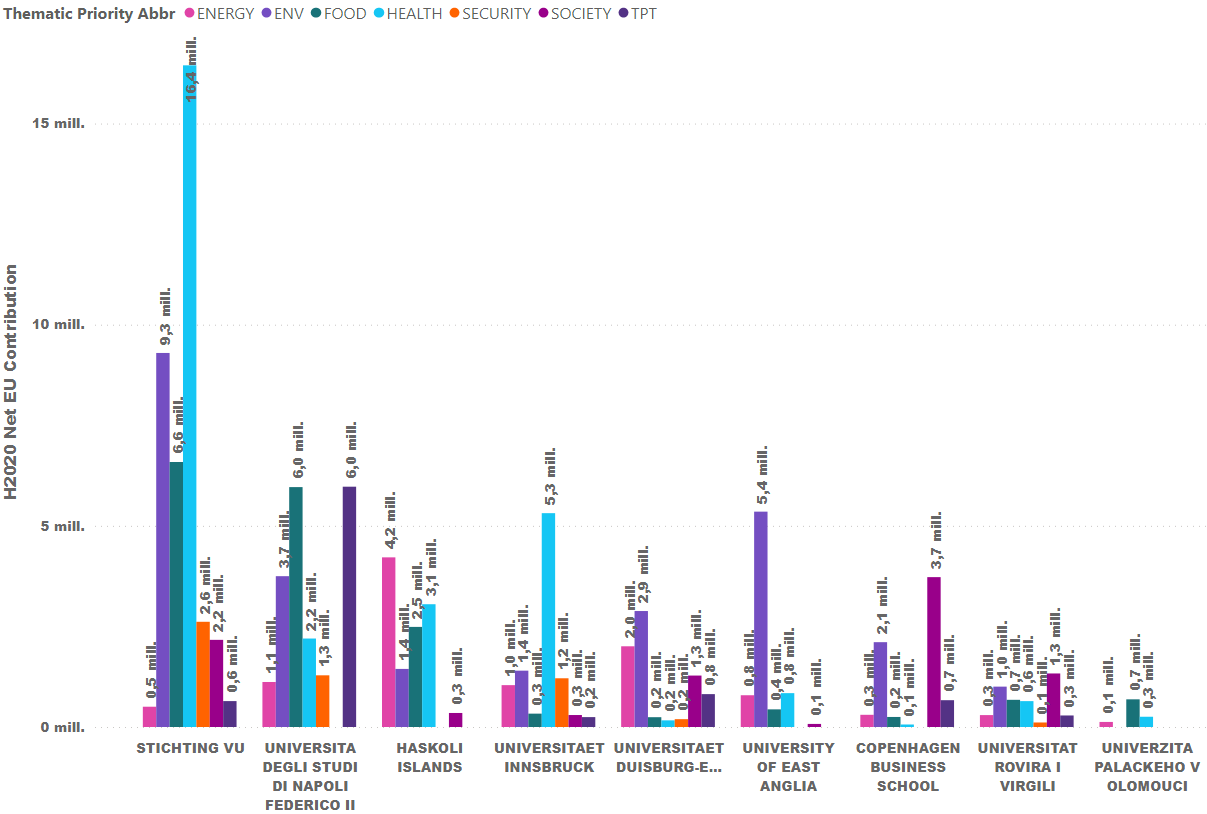 Thematic Priority Abbr ENERGY ENV FOOD HEALTH SECURITY SOCIETY TPT
H2020 Net EU Contribution
15 mill.
10 mill.
5 mill.
0 mill.
0,5 mill.
9,3 mill.
6,6 mill.
16,4 mill.
2,6 mill.
2,2 mill.
0,6 mill.
1,1 mill.
3,7 mill.
6,0 mill.
2,2 mill.
1,3 mill.
6,0 mill.
4,2 mill.
1,4 mill.
2,5 mill.
3,1 mill.
0,3 mill.
1,0 mill.
1,4 mill.
0,3 mill.
5,3 mill.
1,2 mill.
0,3 mill.
0,2 mill.
2,0 mill.
2,9 mill.
0,2 mill.
0,2 mill.
0,2 mill.
1,3 mill.
0,8 mill.
0,8 mill.
5,4 mill.
0,4 mill.
0,8 mill.
0,1 mill.
0,3 mill.
2,1 mill.
0,2 mill.
0,1 mill.
3,7 mill.
0,7 mill.
0,3 mill.
1,0 mill.
0,7 mill.
0,6 mill.
0,1 mill.
1,3 mill.
0,3 mill.
0,1 mill.
0,7 mill.
0,3 mill.
STICHTING VU
UNIVERSITA
DEGLI STUDI
DI NAPOLI
FEDERICO II
HASKOLI
ISLANDS
UNIVERSITAET
INNSBRUCK
UNIVERSITAET
DUISBURG-E...
UNIVERSITY
OF EAST
ANGLIA
COPENHAGEN
BUSINESS
SCHOOL
UNIVERSITAT
ROVIRA I
VIRGILI
UNIVERZITA
PALACKEHO V
OLOMOUCI